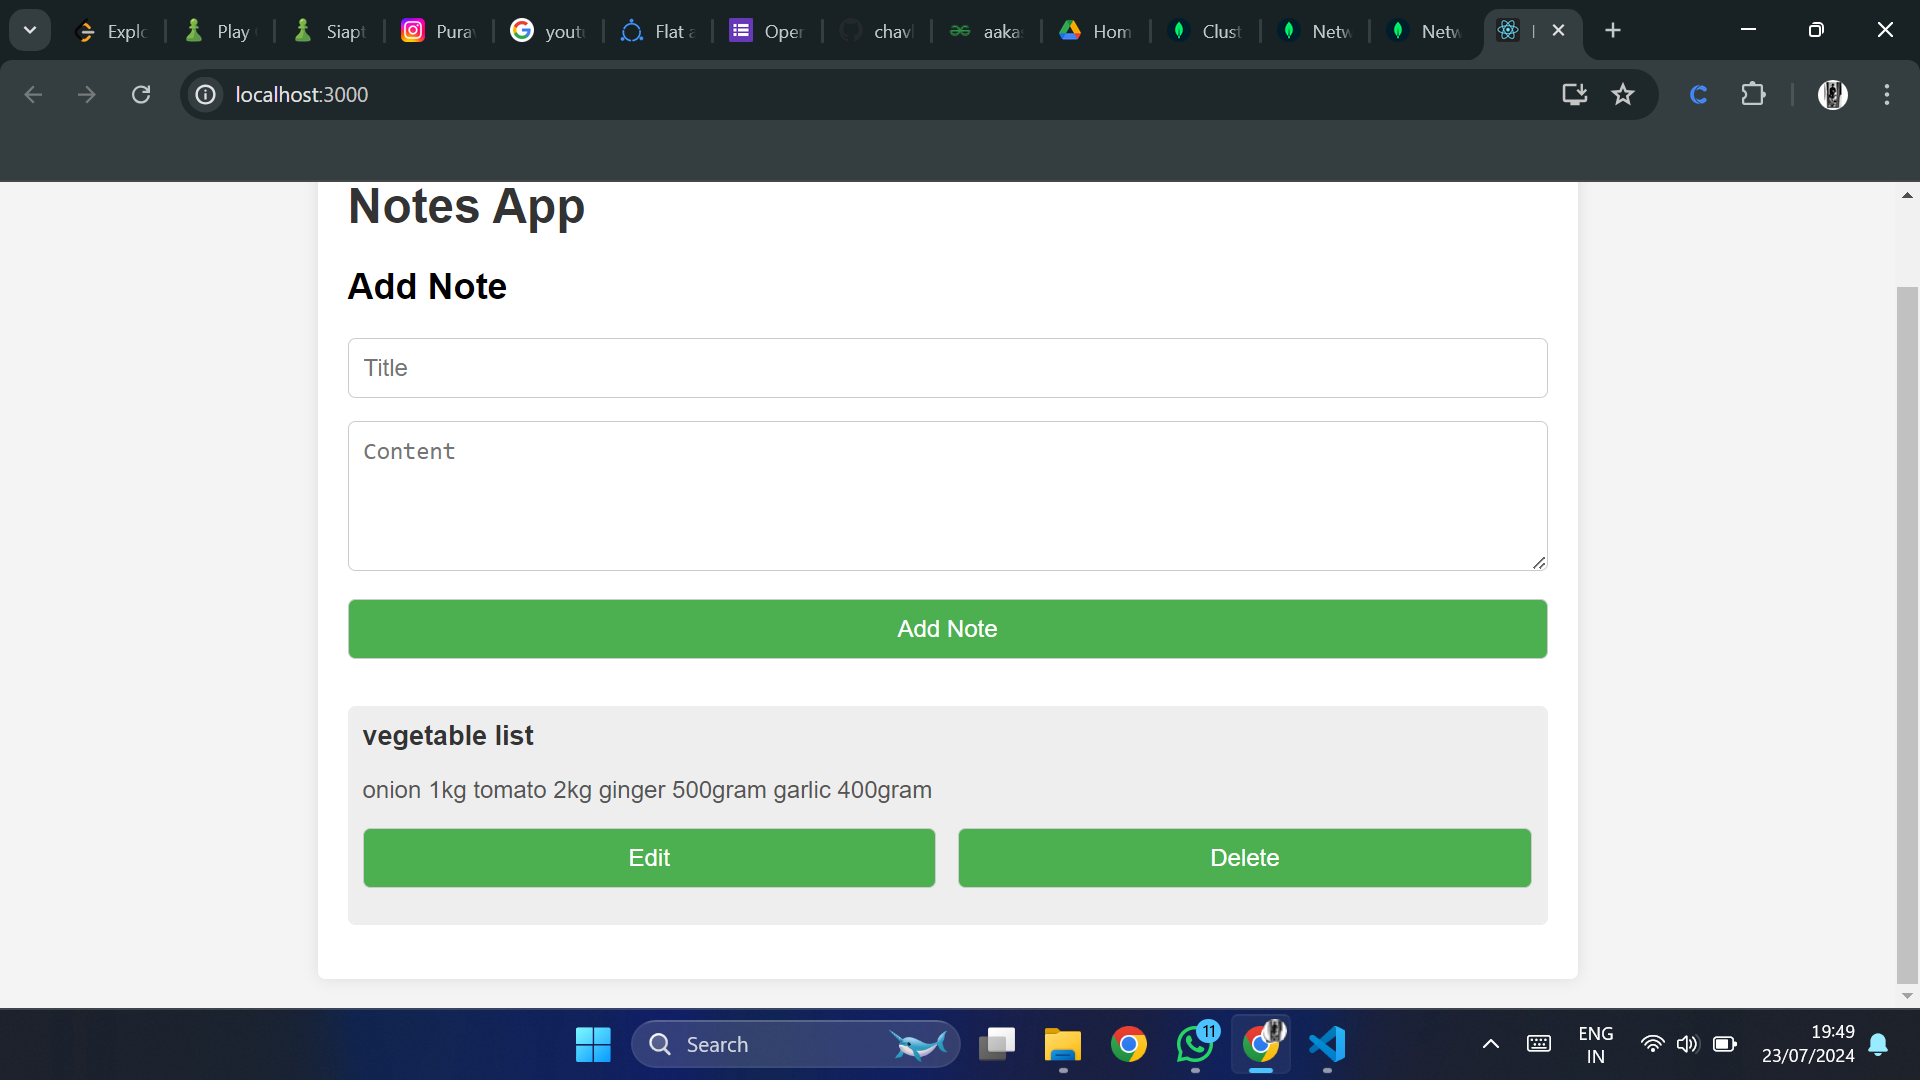 Explo
Play
Siapt
Purav
yout
Flat a
Oper
chavl
aaka
Hom
Clust
Netw
Netw
localhost:3000
Notes App
Add Note
Title
Content
Add Note
vegetable list
onion 1kg tomato 2kg ginger 500gram garlic 400gram
Edit Delete
Search
11
ENG
IN
19:49
23/07/2024